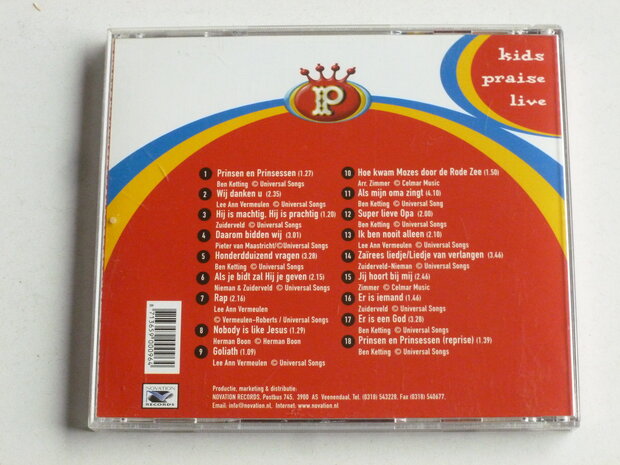 kids
praise
live
P
1 Prinsen en Prinsessen (1.27)
Ben Ketting © Universal Songs
2 Wij danken u (2.35)
Lee Ann Vermeulen © Universal Songs
3 Hij is machtig, Hij is prachtig (1.20)
Zuiderveld © Universal Songs
4 Daarom bidden wij (3.01)
Pieter van Maastricht/©Universal Songs
5 Honderdduizend vragen (3.28)
Ben Ketting © Universal Songs
6 Als je bidt zal Hij je geven (2.15)
Nieman & Zuiderveld © Universal Songs
7 Rap (2.16)
Lee Ann Vermeulen
© Vermeulen-Roberts / Universal Songs
8 Nobody is like Jesus (1.29)
Herman Boon © Herman Boon
9 Goliath (1.09)
Lee Ann Vermeulen © Universal Songs
10 Hoe kwam Mozes door de Rode Zee (1.50)
Arr. Zimmer © Celmar Music
11 Als mijn oma zingt (4.10)
Ben Ketting © Universal Song
12 Super lieve Opa (2.00)
Ben Ketting © Universal Songs
13 Ik ben nooit alleen (2.10)
Lee Ann Vermeulen © Universal Songs
14 Zaïrees liedje/Liedje van verlangen (3.46)
Zuiderveld-Nieman © Universal Songs
15 Jij hoort bij mij (2.46)
Zimmer © Celmar Music
16 Er is iemand (1.46)
Zuiderveld © Universal Songs
17 Er is een God (3.28)
Ben Ketting © Universal Songs
18 Prinsen en Prinsessen (reprise) (1.39)
Ben Ketting © Universal Songs
8 713659 000964
NOVATION
RECORDS
Productie, marketing & distributie:
NOVATION RECORDS, Postbus 745, 3900 AS Veenendaal, Tel. (0318) 543220, Fax (0318) 540677.
Email: info@novation.nl, Internet: www.novation.nl